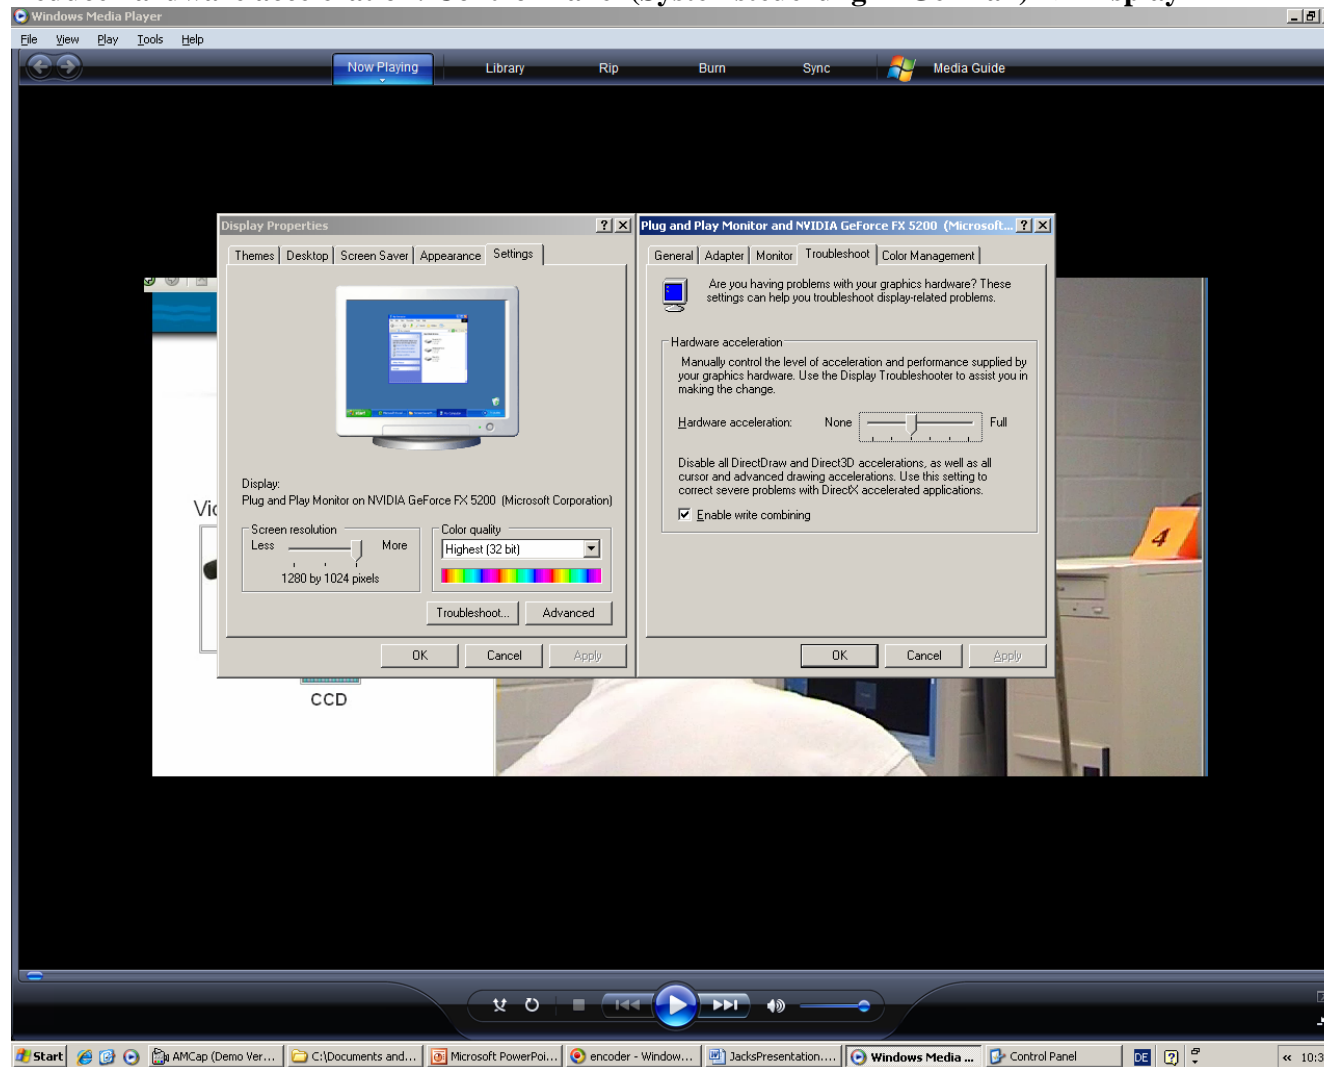 Windows Media Player
File View Play Tools Help
Now Playing Library Rip Burn Sync Media Guide
Display Properties
Themes Desktop Screen Saver Appearance Settings
Display:
Plug and Play Monitor on NVIDIA GeForce FX 5200 (Microsoft Corporation)
Screen resolution
Less More
1280 by 1024 pixels
Color quality
Highest (32 bit)
Troubleshoot... Advanced
OK Cancel Apply
Plug and Play Monitor and NVIDIA GeForce FX 5200 (Microsoft...
General Adapter Monitor Troubleshoot Color Management
Are you having problems with your graphics hardware? These
settings can help you troubleshoot display-related problems.
Hardware acceleration
Manually control the level of acceleration and performance supplied by
your graphics hardware. Use the Display Troubleshooter to assist you in
making the change.
Hardware acceleration: None Full
Disable all DirectDraw and Direct3D accelerations, as well as all
cursor and advanced drawing accelerations. Use this setting to
correct severe problems with DirectX accelerated applications.
Enable write combining
OK Cancel Apply
4
CCD
Start AMCap (Demo Ver... C:\Documents and... Microsoft PowerPoi... encoder - Window... JacksPresentation.... Windows Media ... Control Panel DE « 10:3